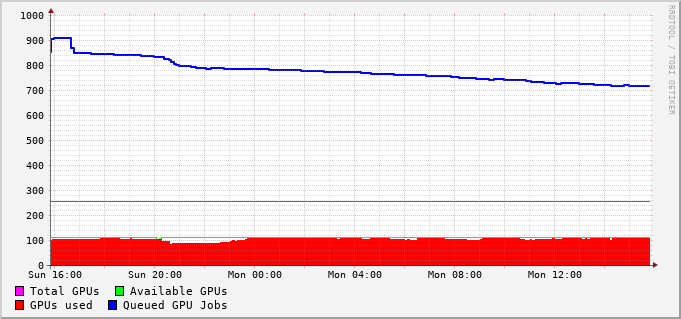 1000
900
800
700
600
500
400
300
200
100
0
Sun 16:00 Sun 20:00 Mon 00:00 Mon 04:00 Mon 08:00 Mon 12:00
Total GPUs Available GPUs
GPUs used Queued GPU Jobs
RRDTOOL / TOBI OETIKER